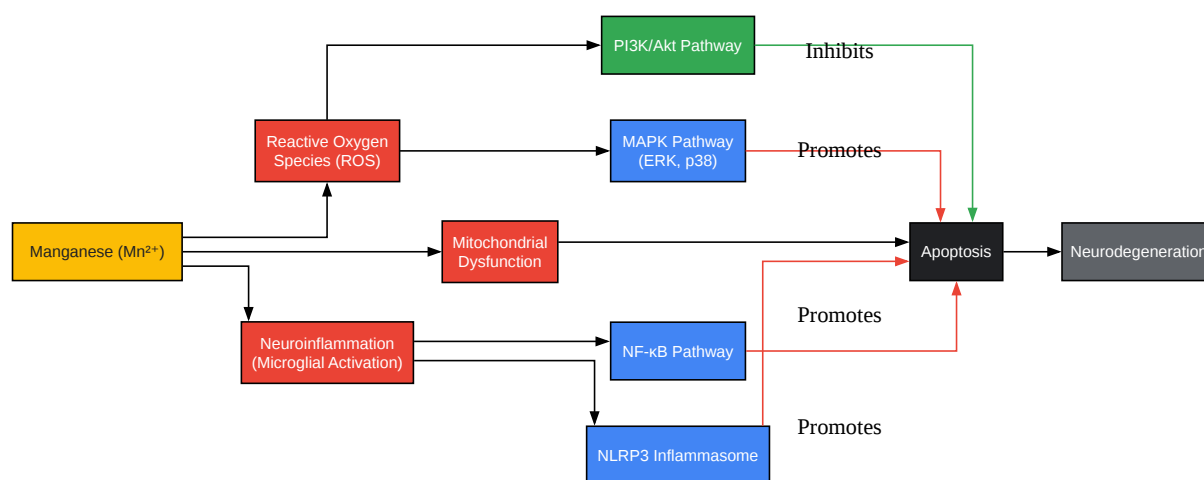 PI3K/Akt Pathway
Inhibits
Reactive Oxygen
Species (ROS)
MAPK Pathway
(ERK, p38)
Promotes
Manganese (Mn²⁺)
Mitochondrial
Dysfunction
Apoptosis
Neurodegeneration
Neuroinflammation
(Microglial Activation)
NF-κB Pathway
Promotes
NLRP3 Inflammasome
Promotes